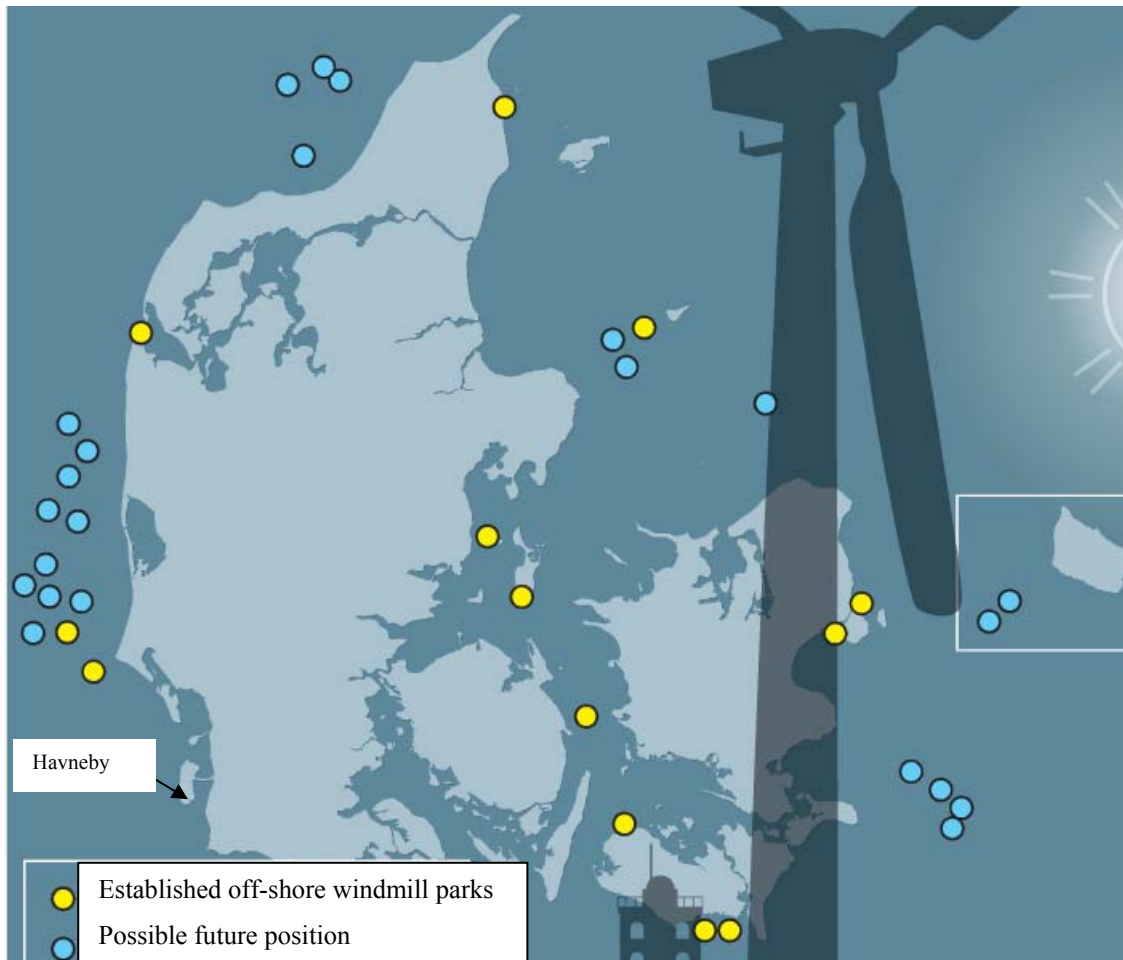 Havneby
Established off-shore windmill parks
Possible future position